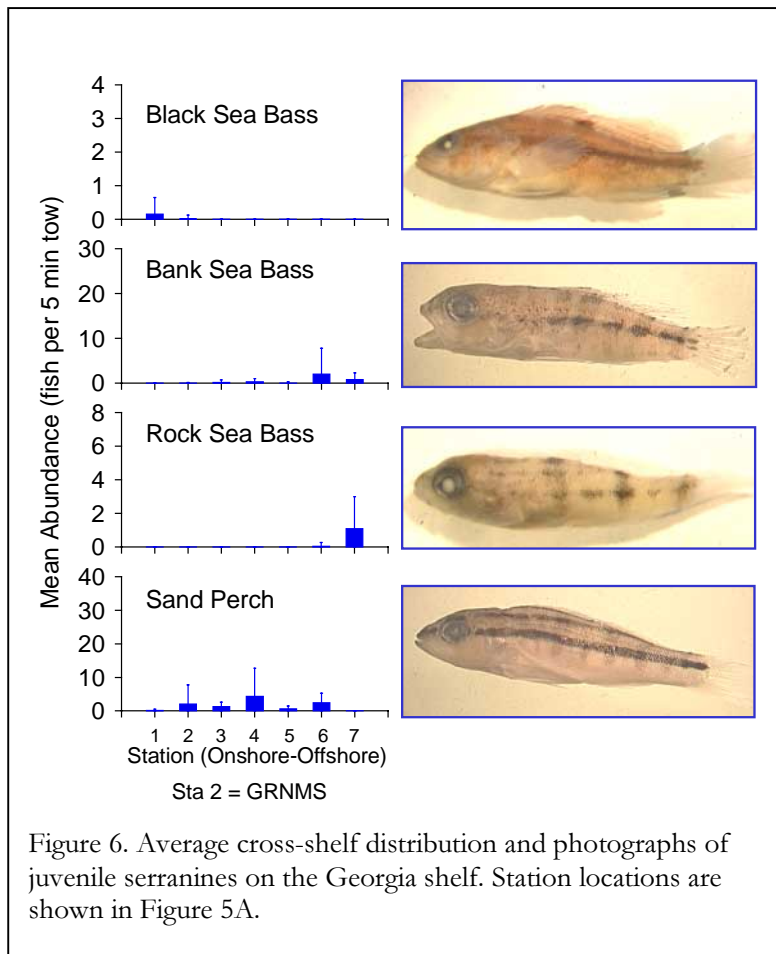 Mean Abundance (fish per 5 min tow)
4
3
2
1
0
Black Sea Bass
30
20
10
0
Bank Sea Bass
8
6
4
2
0
Rock Sea Bass
40
30
20
10
0
Sand Perch
1 2 3 4 5 6 7
Station (Onshore-Offshore)
Sta 2 = GRNMS
Figure 6. Average cross-shelf distribution and photographs of
juvenile serranines on the Georgia shelf. Station locations are
shown in Figure 5A.